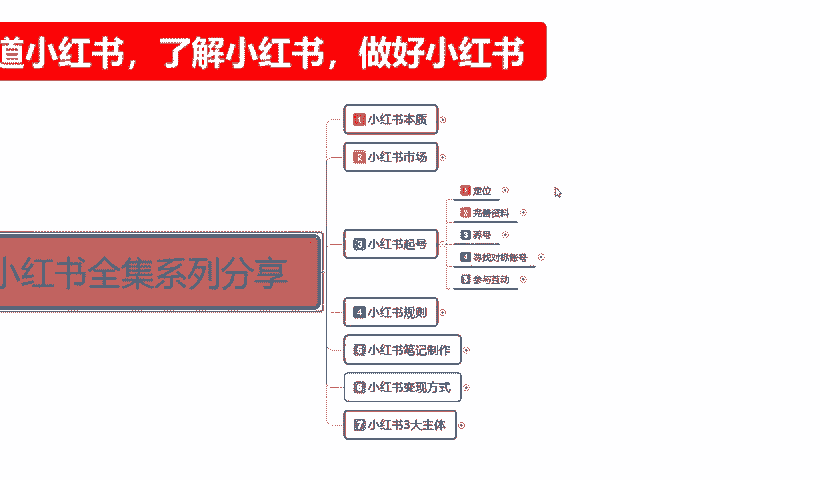 道小红书，了解小红书，做好小红书
小红书全集系列分享
1 小红书本质
2 小红书市场
3 小红书起号
1 定位
2 完善资料
3 养号
4 寻找对标账号
5 参与互动
4 小红书规则
5 小红书笔记制作
6 小红书变现方式
7 小红书3大主体